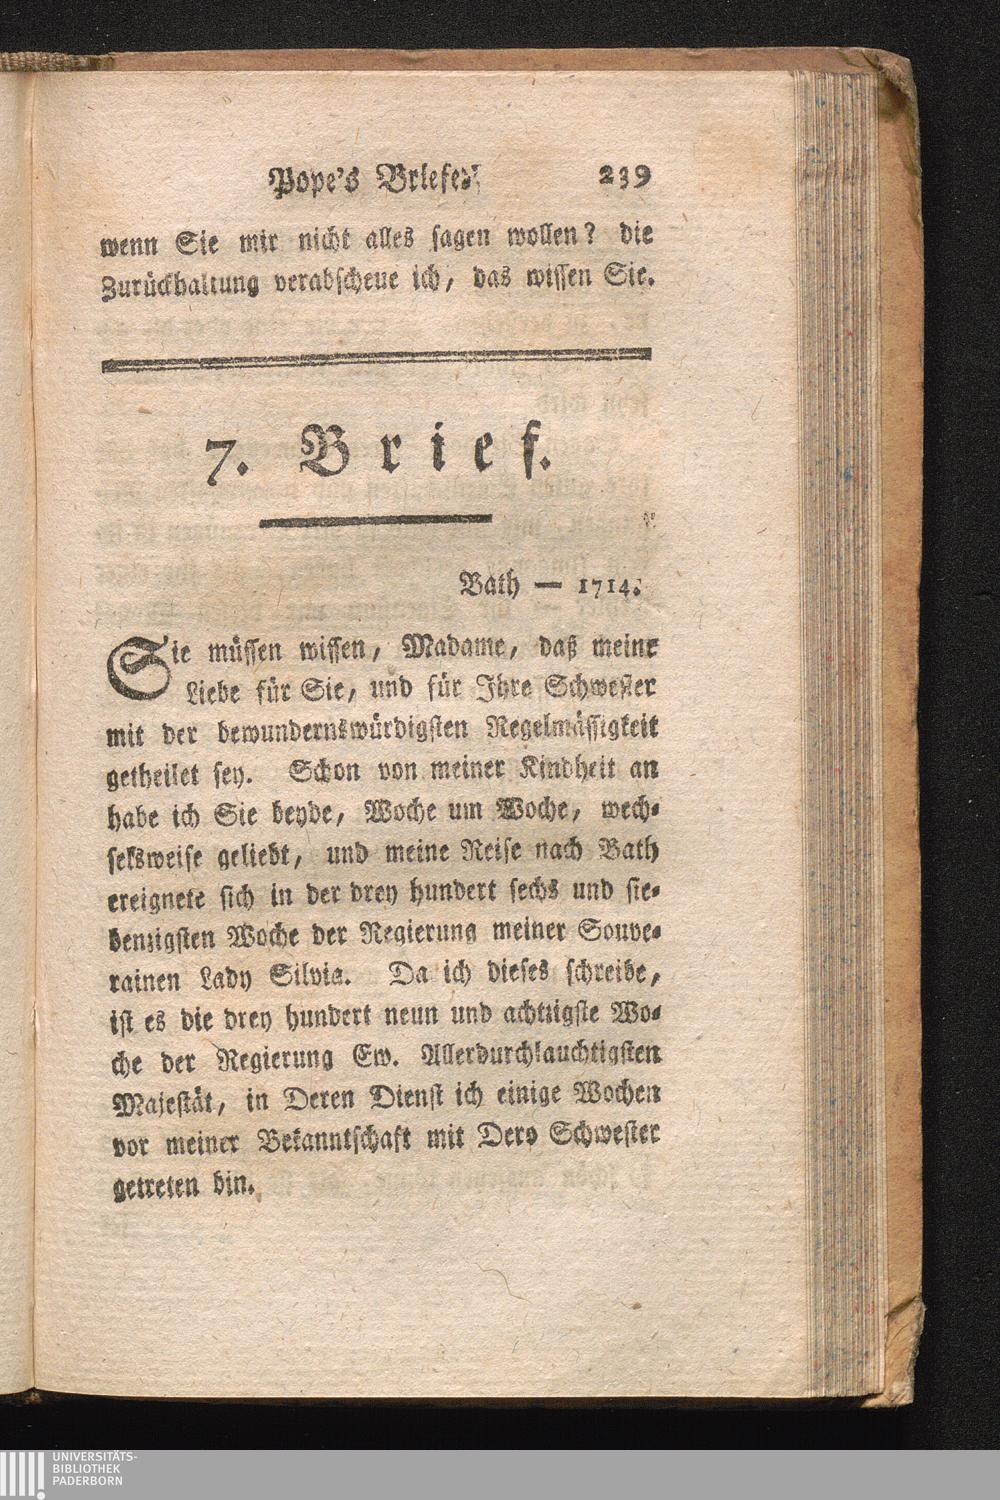 Pope's Briefe. 239
wenn Sie mir nicht alles sagen wollen? die
Zurückhaltung verabscheue ich, das wissen Sie.
7. Brief.
Bath — 1714.
Sie müssen wissen, Madame, daß meine
Liebe für Sie, und für Ihre Schwester
mit der bewundernswürdigsten Regelmässigkeit
getheilet sey. Schon von meiner Kindheit an
habe ich Sie beyde, Woche um Woche, wech-
selsweise geliebt, und meine Reise nach Bath
ereignete sich in der drey hundert sechs und sie-
benzigsten Woche der Regierung meiner Souve-
rainen Lady Silvia. Da ich dieses schreibe,
ist es die drey hundert neun und achtzigste Wo-
che der Regierung Ew. Allerdurchlauchtigsten
Majestät, in Deren Dienst ich einige Wochen
vor meiner Bekanntschaft mit Dero Schwester
getreten bin.
UNIVERSITÄTS-
BIBLIOTHEK
PADERBORN